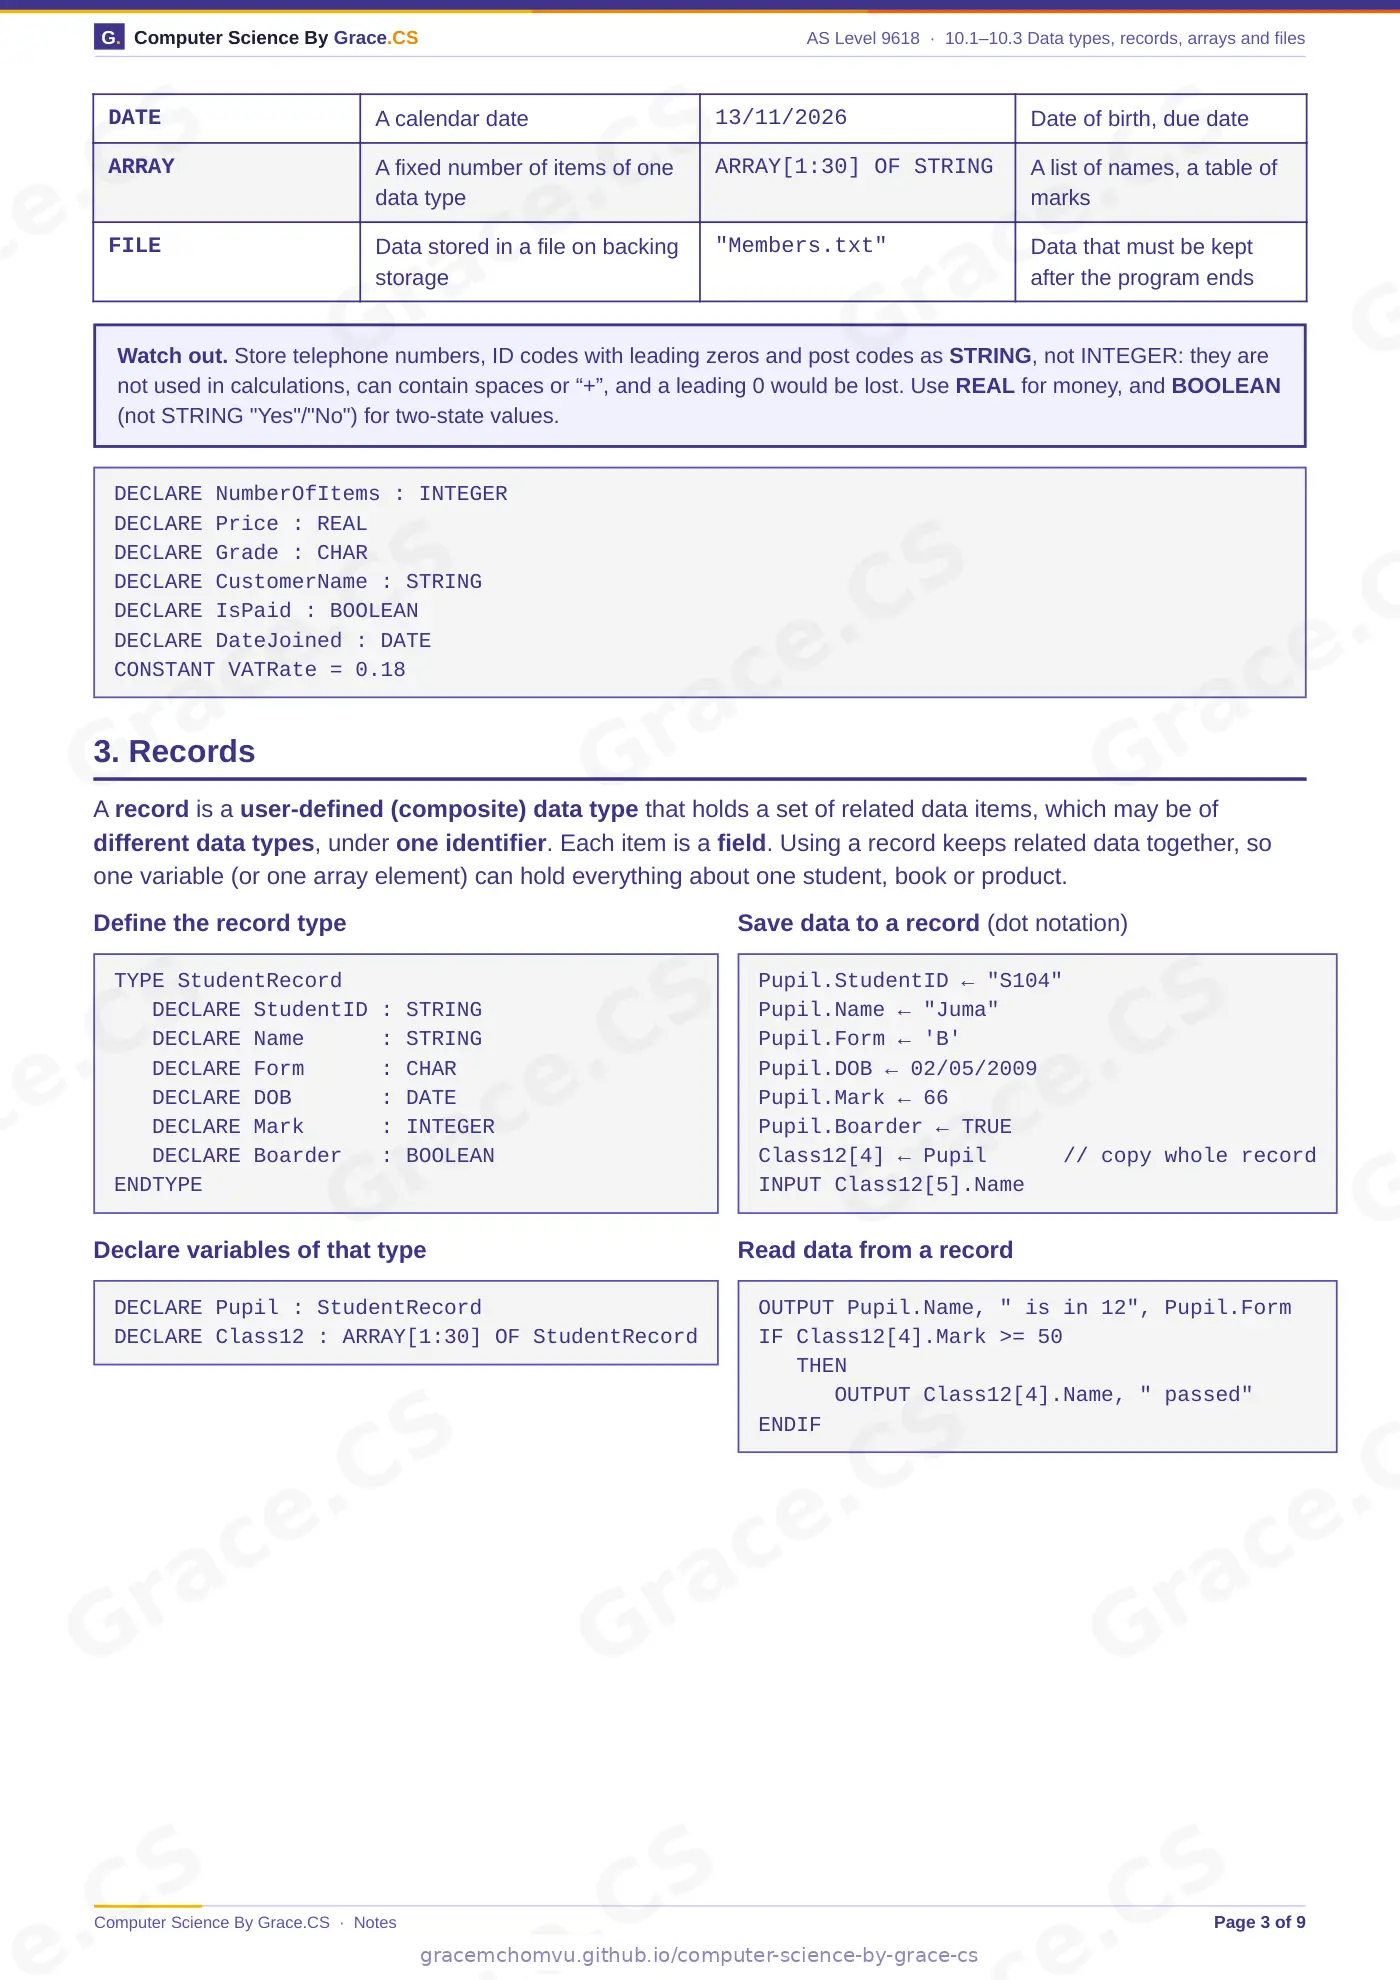 G. Computer Science By Grace.CS
AS Level 9618 · 10.1–10.3 Data types, records, arrays and files
DATE A calendar date 13/11/2026 Date of birth, due date
ARRAY A fixed number of items of one ARRAY[1:30] OF STRING A list of names, a table of
data type marks
FILE Data stored in a file on backing "Members.txt" Data that must be kept
storage after the program ends
Watch out. Store telephone numbers, ID codes with leading zeros and post codes as STRING, not INTEGER: they are
not used in calculations, can contain spaces or “+”, and a leading 0 would be lost. Use REAL for money, and BOOLEAN
(not STRING "Yes"/"No") for two-state values.
DECLARE NumberOfItems : INTEGER
DECLARE Price : REAL
DECLARE Grade : CHAR
DECLARE CustomerName : STRING
DECLARE IsPaid : BOOLEAN
DECLARE DateJoined : DATE
CONSTANT VATRate = 0.18
3. Records
A record is a user-defined (composite) data type that holds a set of related data items, which may be of
different data types, under one identifier. Each item is a field. Using a record keeps related data together, so
one variable (or one array element) can hold everything about one student, book or product.
Define the record type
TYPE StudentRecord
   DECLARE StudentID : STRING
   DECLARE Name      : STRING
   DECLARE Form      : CHAR
   DECLARE DOB       : DATE
   DECLARE Mark      : INTEGER
   DECLARE Boarder   : BOOLEAN
ENDTYPE
Declare variables of that type
DECLARE Pupil : StudentRecord
DECLARE Class12 : ARRAY[1:30] OF StudentRecord
Save data to a record (dot notation)
Pupil.StudentID ← "S104"
Pupil.Name ← "Juma"
Pupil.Form ← 'B'
Pupil.DOB ← 02/05/2009
Pupil.Mark ← 66
Pupil.Boarder ← TRUE
Class12[4] ← Pupil      // copy whole record
INPUT Class12[5].Name
Read data from a record
OUTPUT Pupil.Name, " is in 12", Pupil.Form
IF Class12[4].Mark >= 50
   THEN
      OUTPUT Class12[4].Name, " passed"
ENDIF
Computer Science By Grace.CS · Notes
Page 3 of 9
gracemchomvu.github.io/computer-science-by-grace-cs